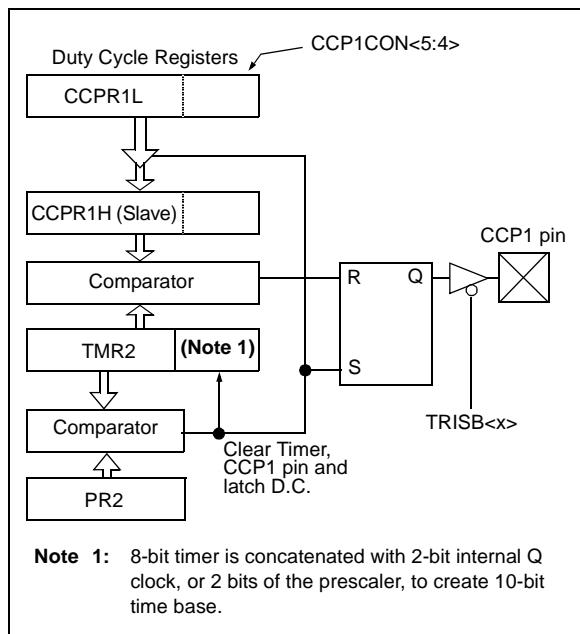 CCP1CON<5:4>
Duty Cycle Registers
CCPR1L
CCPR1H (Slave)
CCP1 pin
Comparator
R
Q
TMR2
(Note 1)
S
Comparator
TRISB<x>
Clear Timer,
CCP1 pin and
latch D.C.
PR2
Note 1: 8-bit timer is concatenated with 2-bit internal Q
clock, or 2 bits of the prescaler, to create 10-bit
time base.